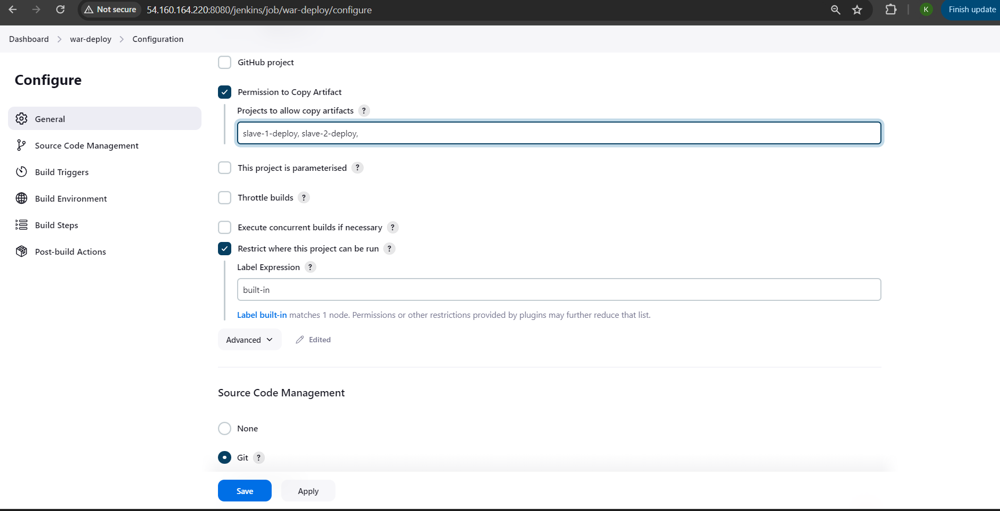 Not secure 54.160.164.220:8080/jenkins/job/war-deploy/configure K Finish update
Dashboard war-deploy Configuration
Configure
General
Source Code Management
Build Triggers
Build Environment
Build Steps
Post-build Actions
GitHub project
Permission to Copy Artifact
Projects to allow copy artifacts ?
slave-1-deploy, slave-2-deploy,
This project is parameterised ?
Throttle builds ?
Execute concurrent builds if necessary ?
Restrict where this project can be run ?
Label Expression ?
built-in
Label built-in matches 1 node. Permissions or other restrictions provided by plugins may further reduce that list.
Advanced Edited
Source Code Management
None
Git ?
Save Apply